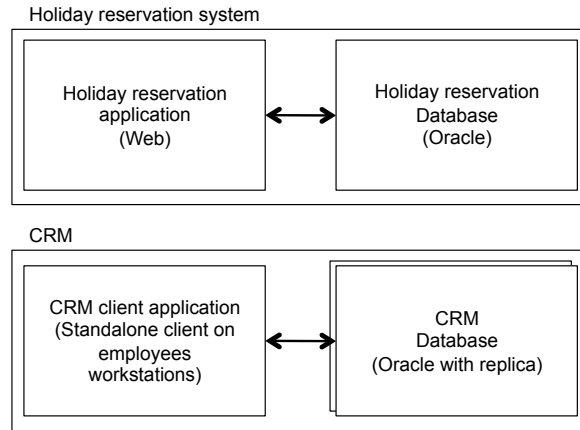 Holiday reservation system
Holiday reservation
application
(Web)
Holiday reservation
Database
(Oracle)
CRM
CRM client application
(Standalone client on
employees
workstations)
CRM
Database
(Oracle with replica)